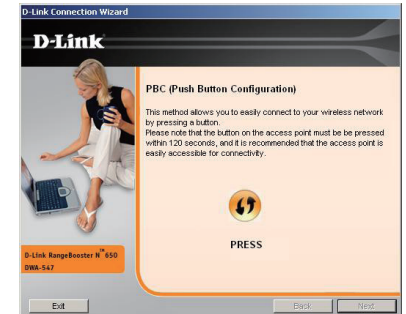 D-Link Connection Wizard
D-Link
PBC (Push Button Configuration)
This method allows you to easily connect to your wireless network
by pressing a button.
Please note that the button on the access point must be be pressed
within 120 seconds, and it is recommended that the access point is
easily accessible for connectivity.
PRESS
D-Link RangeBooster N™ 650
DWA-547
Exit
Back
Next